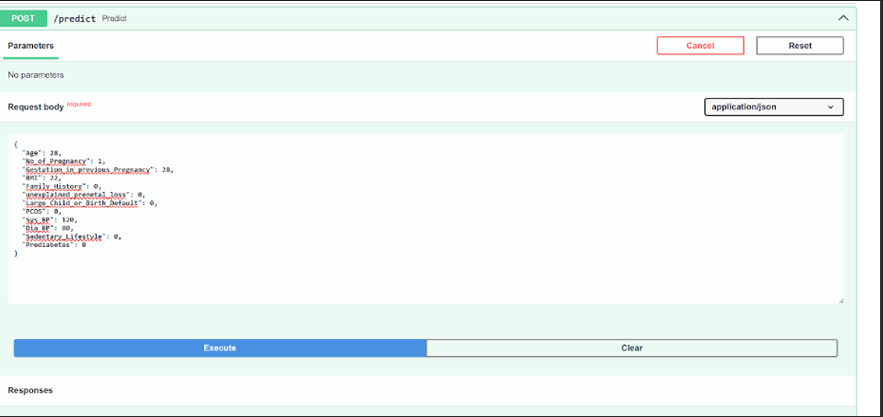 POST /predict Predict
Parameters
Cancel
Reset
No parameters
Request body required
application/json
{
"Age": 28,
"No_of_Pregnancy": 1,
"Gestation_in_previous_Pregnancy": 28,
"BMI": 22,
"Family_History": 0,
"unexplained_prenetal_loss": 0,
"Large_Child_or_Birth_Default": 0,
"PCOS": 0,
"Sys_BP": 120,
"Dia_BP": 80,
"Sedentary_Lifestyle": 0,
"Prediabetes": 0
}
Execute
Clear
Responses